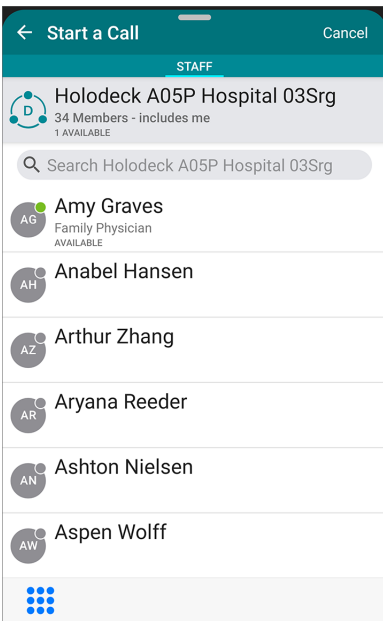 Start a Call
Cancel
STAFF
D
Holodeck A05P Hospital 03Srg
34 Members - includes me
1 AVAILABLE
Search Holodeck A05P Hospital 03Srg
AG
Amy Graves
Family Physician
AVAILABLE
AH
Anabel Hansen
AZ
Arthur Zhang
AR
Aryana Reeder
AN
Ashton Nielsen
AW
Aspen Wolff